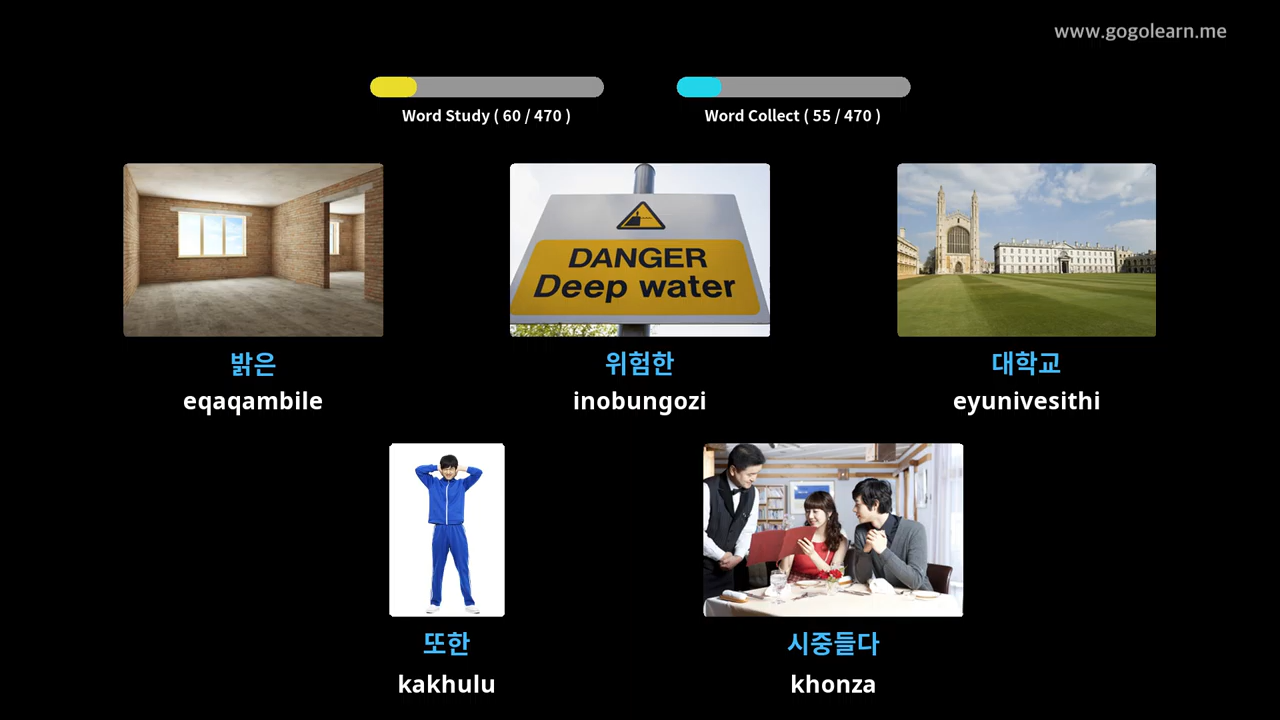 www.gogolearn.me
Word Study ( 60 / 470 )
Word Collect ( 55 / 470 )
DANGER
Deep water
밝은
위험한
대학교
eqaqambile
inobungozi
eyunivesithi
또한
시중들다
kakhulu
khonza